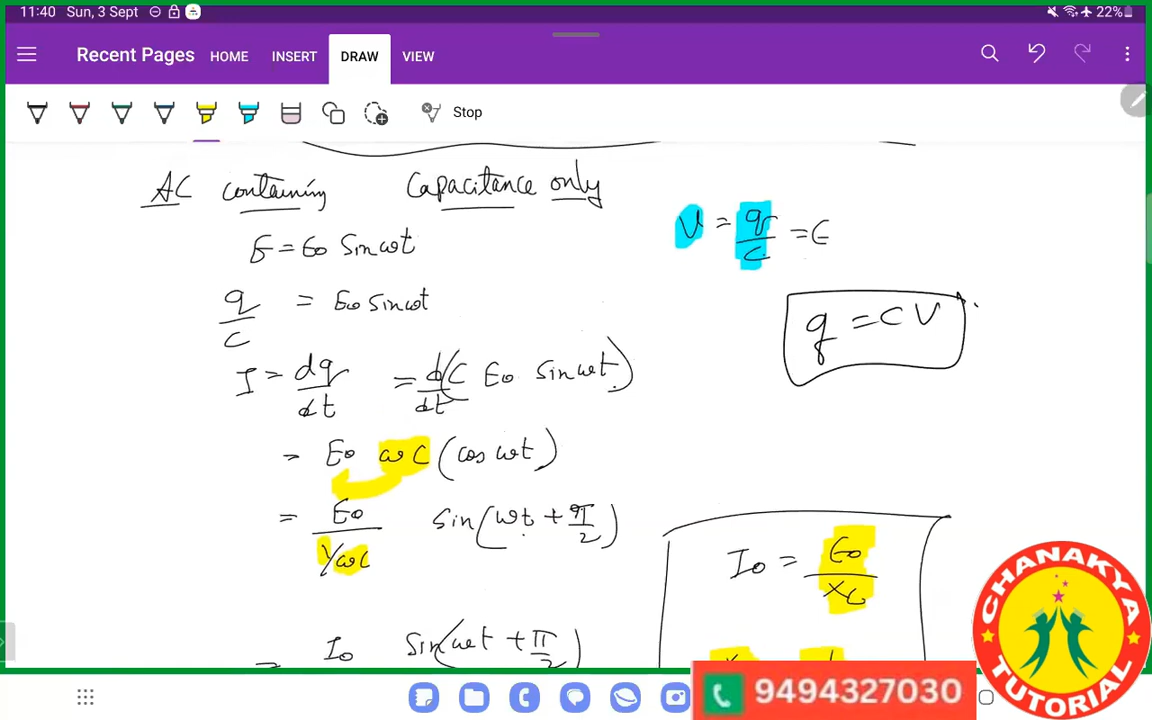 11:40 Sun, 3 Sept 22%
Recent Pages HOME INSERT DRAW VIEW
Stop
AC containing Capacitance only
E = E₀ Sin ωt
V = q/c = E
q/c = E₀ sin ωt
q = CV
I = dq/dt = d/dt (C E₀ sin ωt)
= E₀ ωC (cos ωt)
= E₀ / 1/ωC sin(ωt + π/2)
I₀ = E₀/X_C
= I₀ sin(ωt + π/2)
9494327030
CHANAKYA
TUTORIAL